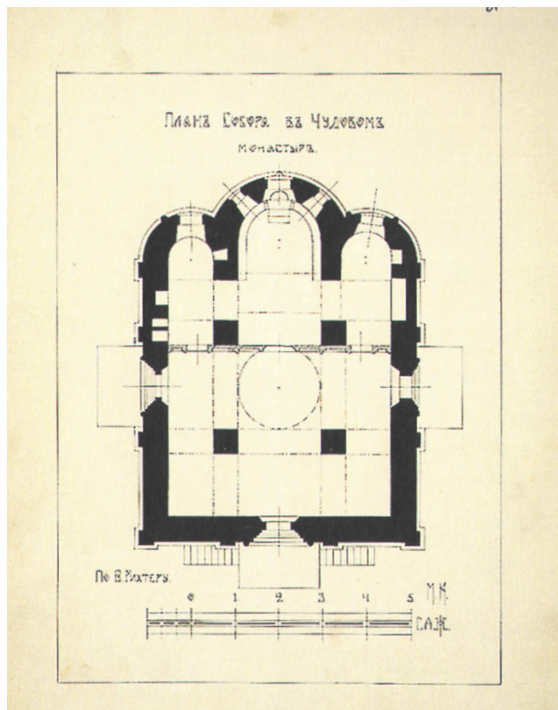 Планъ Собора въ Чудовомъ
монастырѣ.
По Ѳ. Рихтеру.
М.К.
0 1 2 3 4 5
САЖ.